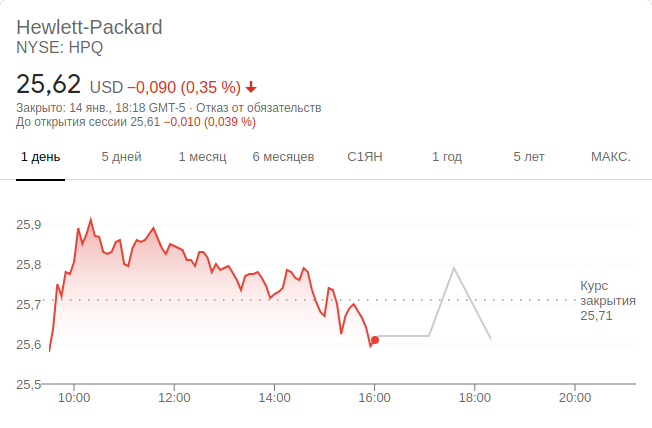 Hewlett-Packard
NYSE: HPQ
25,62 USD −0,090 (0,35 %)
Закрыто: 14 янв., 18:18 GMT-5 · Отказ от обязательств
До открытия сессии 25,61 −0,010 (0,039 %)
1 день 5 дней 1 месяц 6 месяцев С1ЯН 1 год 5 лет МАКС.
25,9
25,8
25,7
25,6
25,5
Курс
закрытия
25,71
10:00 12:00 14:00 16:00 18:00 20:00